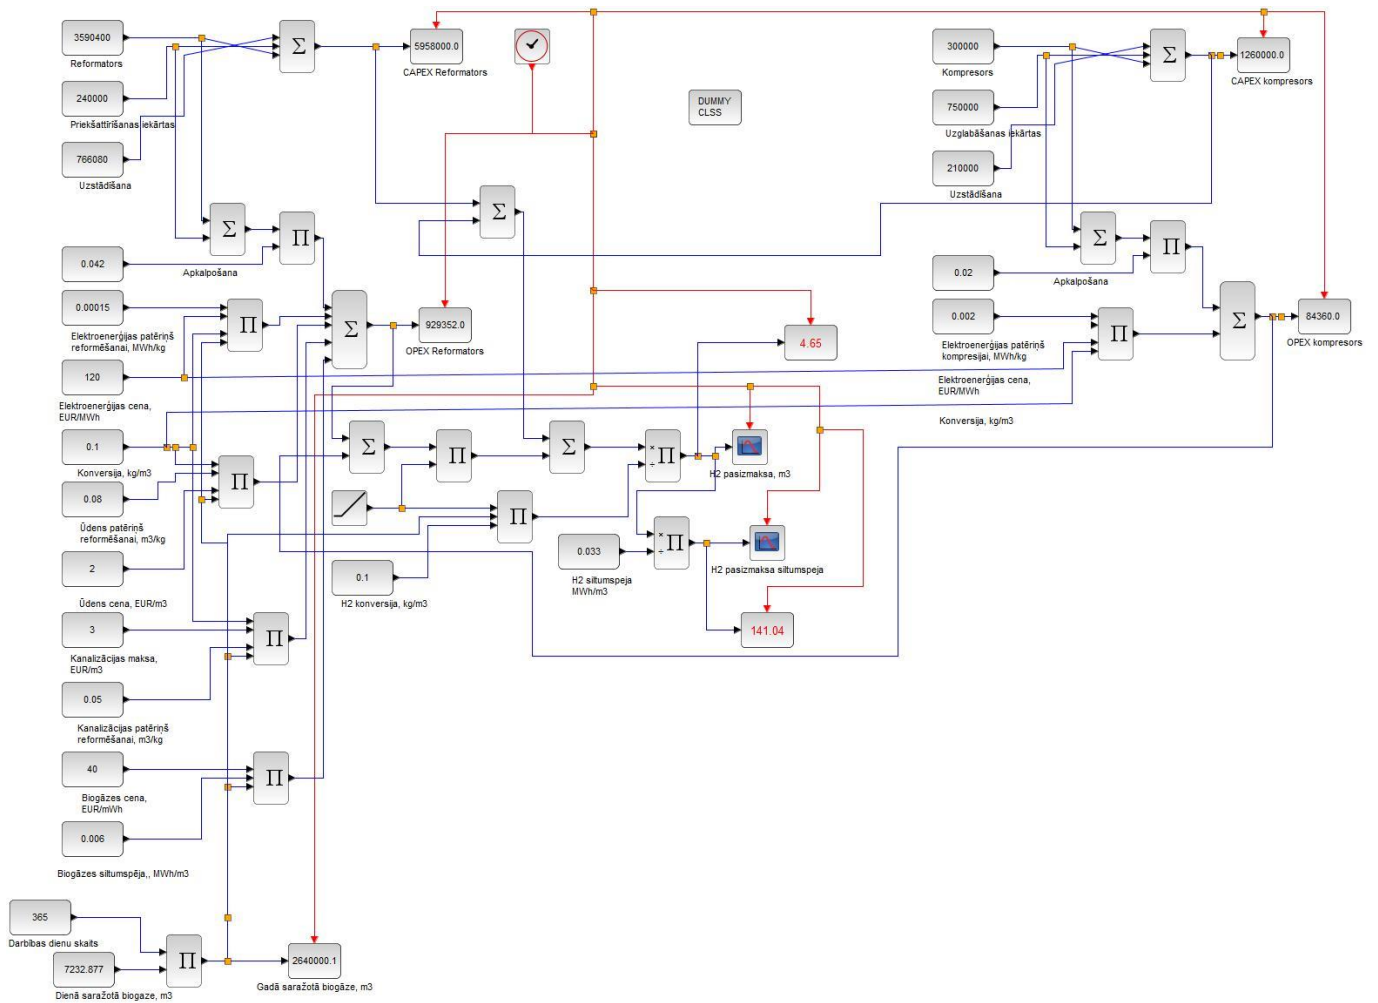 3590400
Reformators
240000
Priekšattīrīšanas iekārtas
766080
Uzstādīšana
Σ
5958000.0
CAPEX Reformators
DUMMY
CLSS
300000
Kompresors
750000
Uzglabāšanas iekārtas
210000
Uzstādīšana
Σ
1260000.0
CAPEX kompresors
Σ
Π
0.042
Apkalpošana
0.00015
Elektroenerģijas patēriņš
reformēšanai, MWh/kg
Π
Σ
929352.0
OPEX Reformators
120
Elektroenerģijas cena,
EUR/MWh
0.1
Konversija, kg/m3
0.08
Ūdens patēriņš
reformēšanai, m3/kg
Π
2
Ūdens cena, EUR/m3
3
Kanalizācijas maksa,
EUR/m3
Π
0.05
Kanalizācijas patēriņš
reformēšanai, m3/kg
40
Biogāzes cena,
EUR/mWh
Π
0.006
Biogāzes siltumspēja,, MWh/m3
365
Darbības dienu skaits
7232.877
Dienā saražotā biogaze, m3
Π
2640000.1
Gadā saražotā biogāze, m3
Σ
4.65
Σ
Π
Σ
×
÷
Π
H2 pasizmaksa, m3
Π
0.1
H2 konversija, kg/m3
0.033
H2 siltumspeja
MWh/m3
×
÷
Π
H2 pasizmaksa siltumspeja
141.04
Σ
Π
0.02
Apkalpošana
0.002
Elektroenerģijas patēriņš
kompresijai, MWh/kg
Π
Σ
84360.0
OPEX kompresors
Elektroenerģijas cena,
EUR/MWh
Konversija, kg/m3